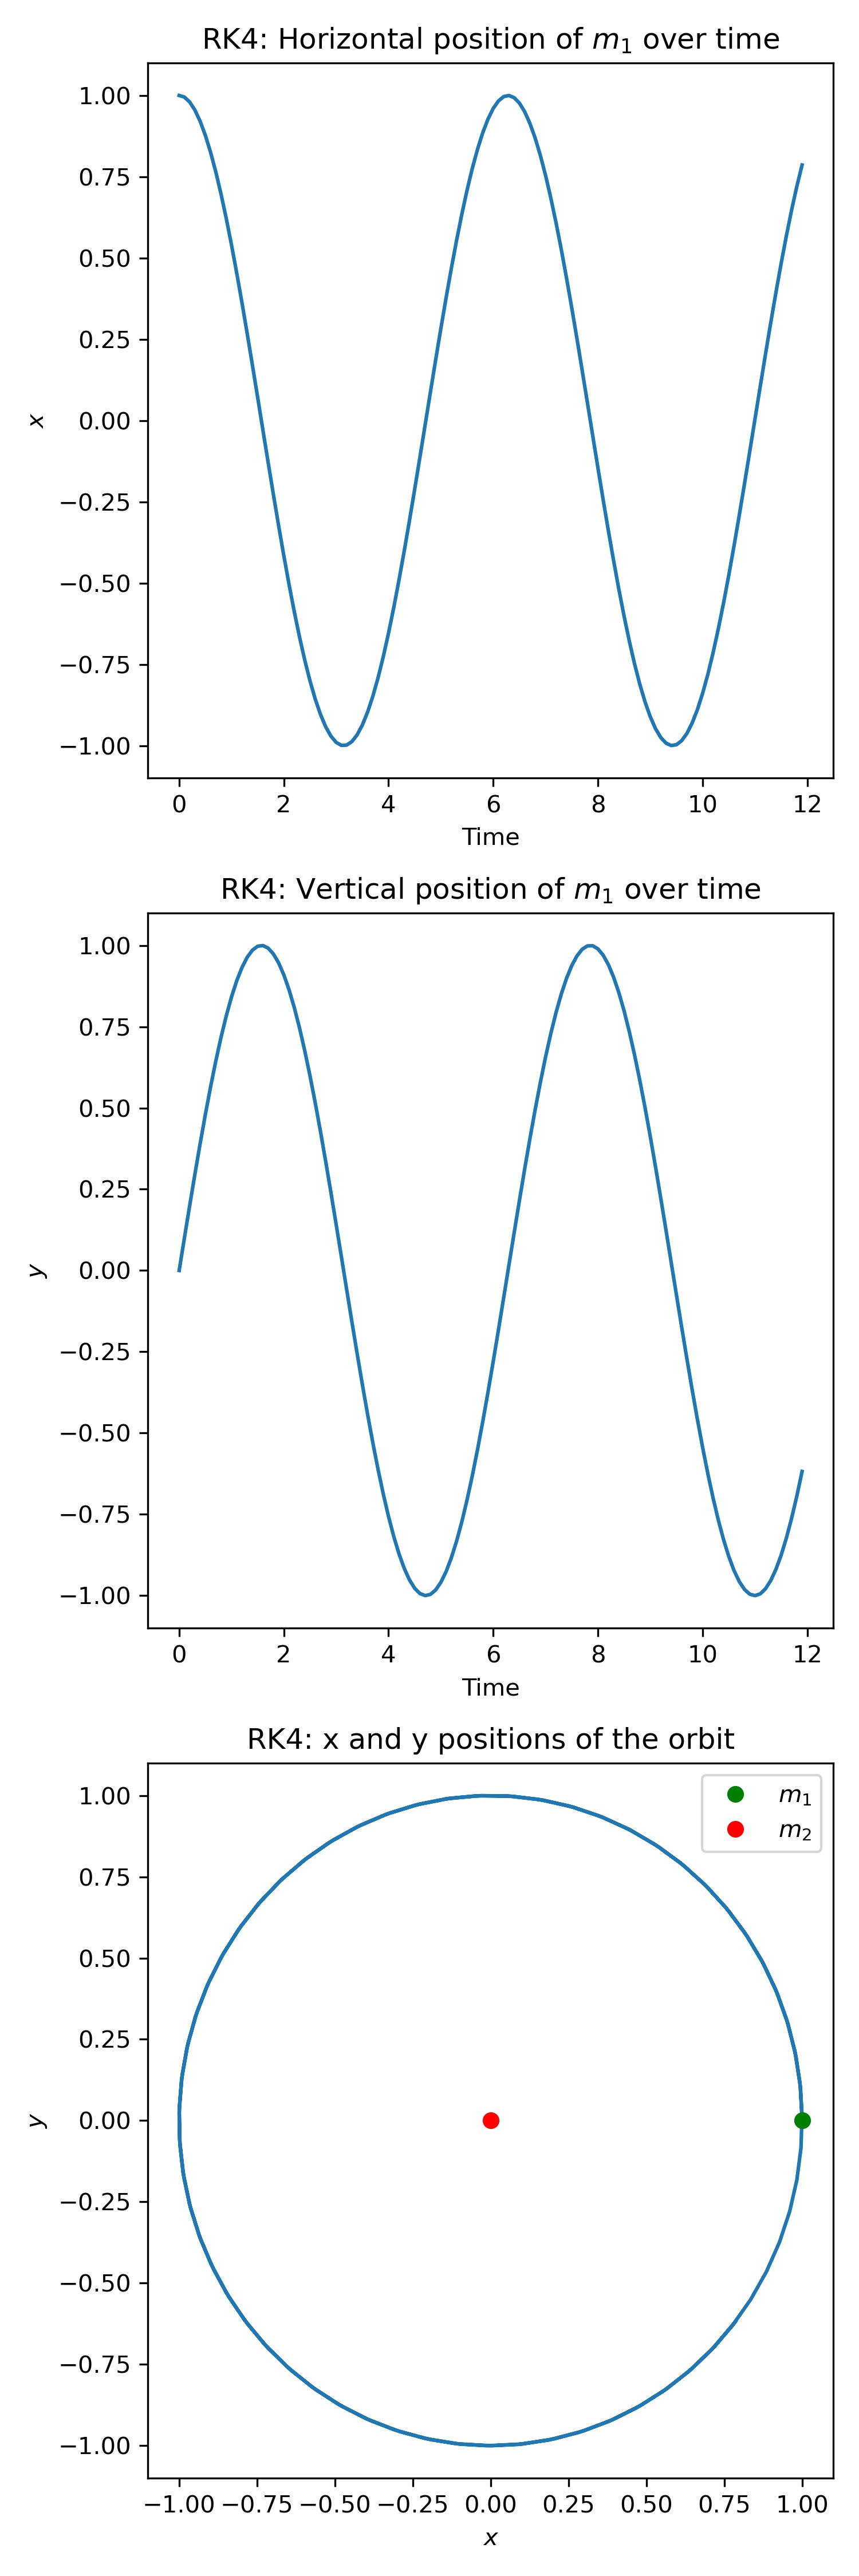 RK4: Horizontal position of m₁ over time
1.00
0.75
0.50
0.25
0.00
−0.25
−0.50
−0.75
−1.00
x
0 2 4 6 8 10 12
Time
RK4: Vertical position of m₁ over time
1.00
0.75
0.50
0.25
0.00
−0.25
−0.50
−0.75
−1.00
y
0 2 4 6 8 10 12
Time
RK4: x and y positions of the orbit
m₁
m₂
1.00
0.75
0.50
0.25
0.00
−0.25
−0.50
−0.75
−1.00
y
−1.00 −0.75 −0.50 −0.25 0.00 0.25 0.50 0.75 1.00
x